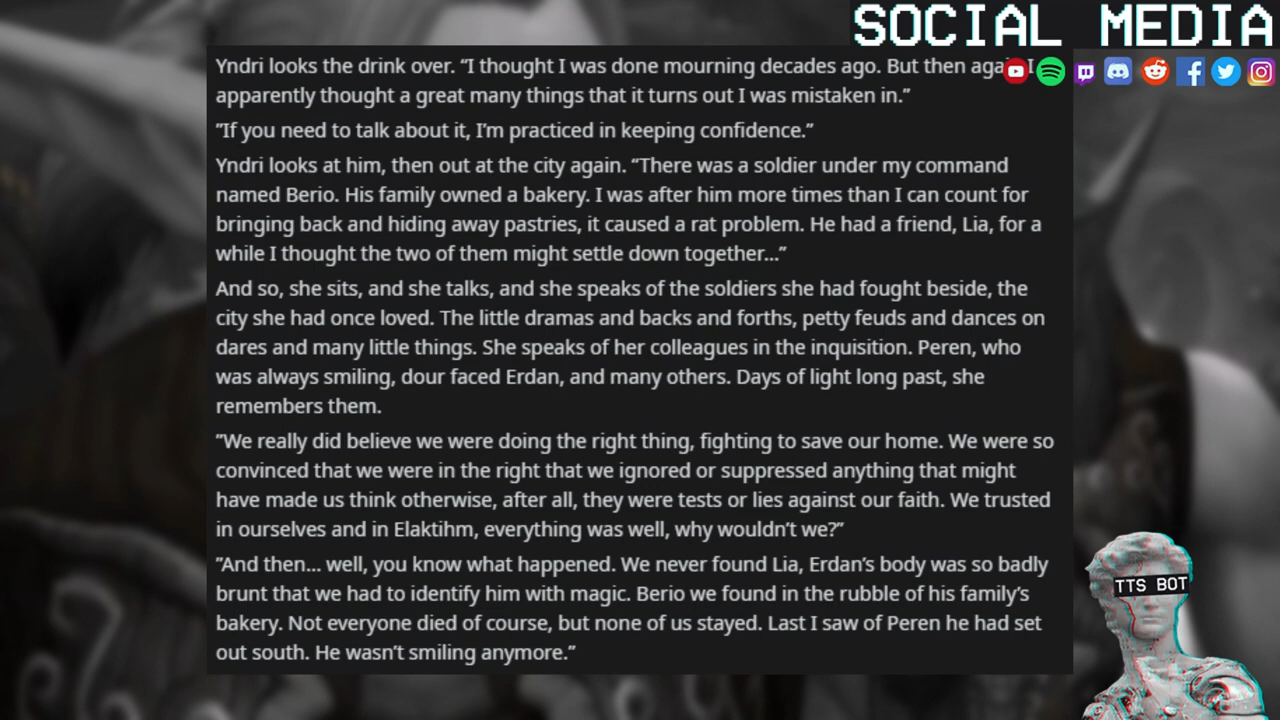 SOCIAL MEDIA
Yndri looks the drink over. “I thought I was done mourning decades ago. But then again I
apparently thought a great many things that it turns out I was mistaken in.”
”If you need to talk about it, I’m practiced in keeping confidence.”
Yndri looks at him, then out at the city again. “There was a soldier under my command
named Berio. His family owned a bakery. I was after him more times than I can count for
bringing back and hiding away pastries, it caused a rat problem. He had a friend, Lia, for a
while I thought the two of them might settle down together...”
And so, she sits, and she talks, and she speaks of the soldiers she had fought beside, the
city she had once loved. The little dramas and backs and forths, petty feuds and dances on
dares and many little things. She speaks of her colleagues in the inquisition. Peren, who
was always smiling, dour faced Erdan, and many others. Days of light long past, she
remembers them.
”We really did believe we were doing the right thing, fighting to save our home. We were so
convinced that we were in the right that we ignored or suppressed anything that might
have made us think otherwise, after all, they were tests or lies against our faith. We trusted
in ourselves and in Elaktihm, everything was well, why wouldn’t we?”
”And then... well, you know what happened. We never found Lia, Erdan’s body was so badly
brunt that we had to identify him with magic. Berio we found in the rubble of his family’s
bakery. Not everyone died of course, but none of us stayed. Last I saw of Peren he had set
out south. He wasn’t smiling anymore.”
TTS BOT